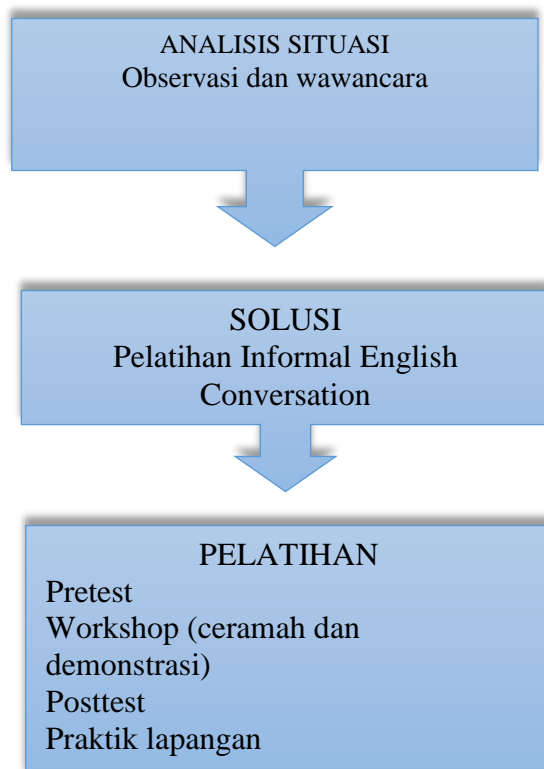 ANALISIS SITUASI
Observasi dan wawancara
SOLUSI
Pelatihan Informal English
Conversation
PELATIHAN
Pretest
Workshop (ceramah dan
demonstrasi)
Posttest
Praktik lapangan